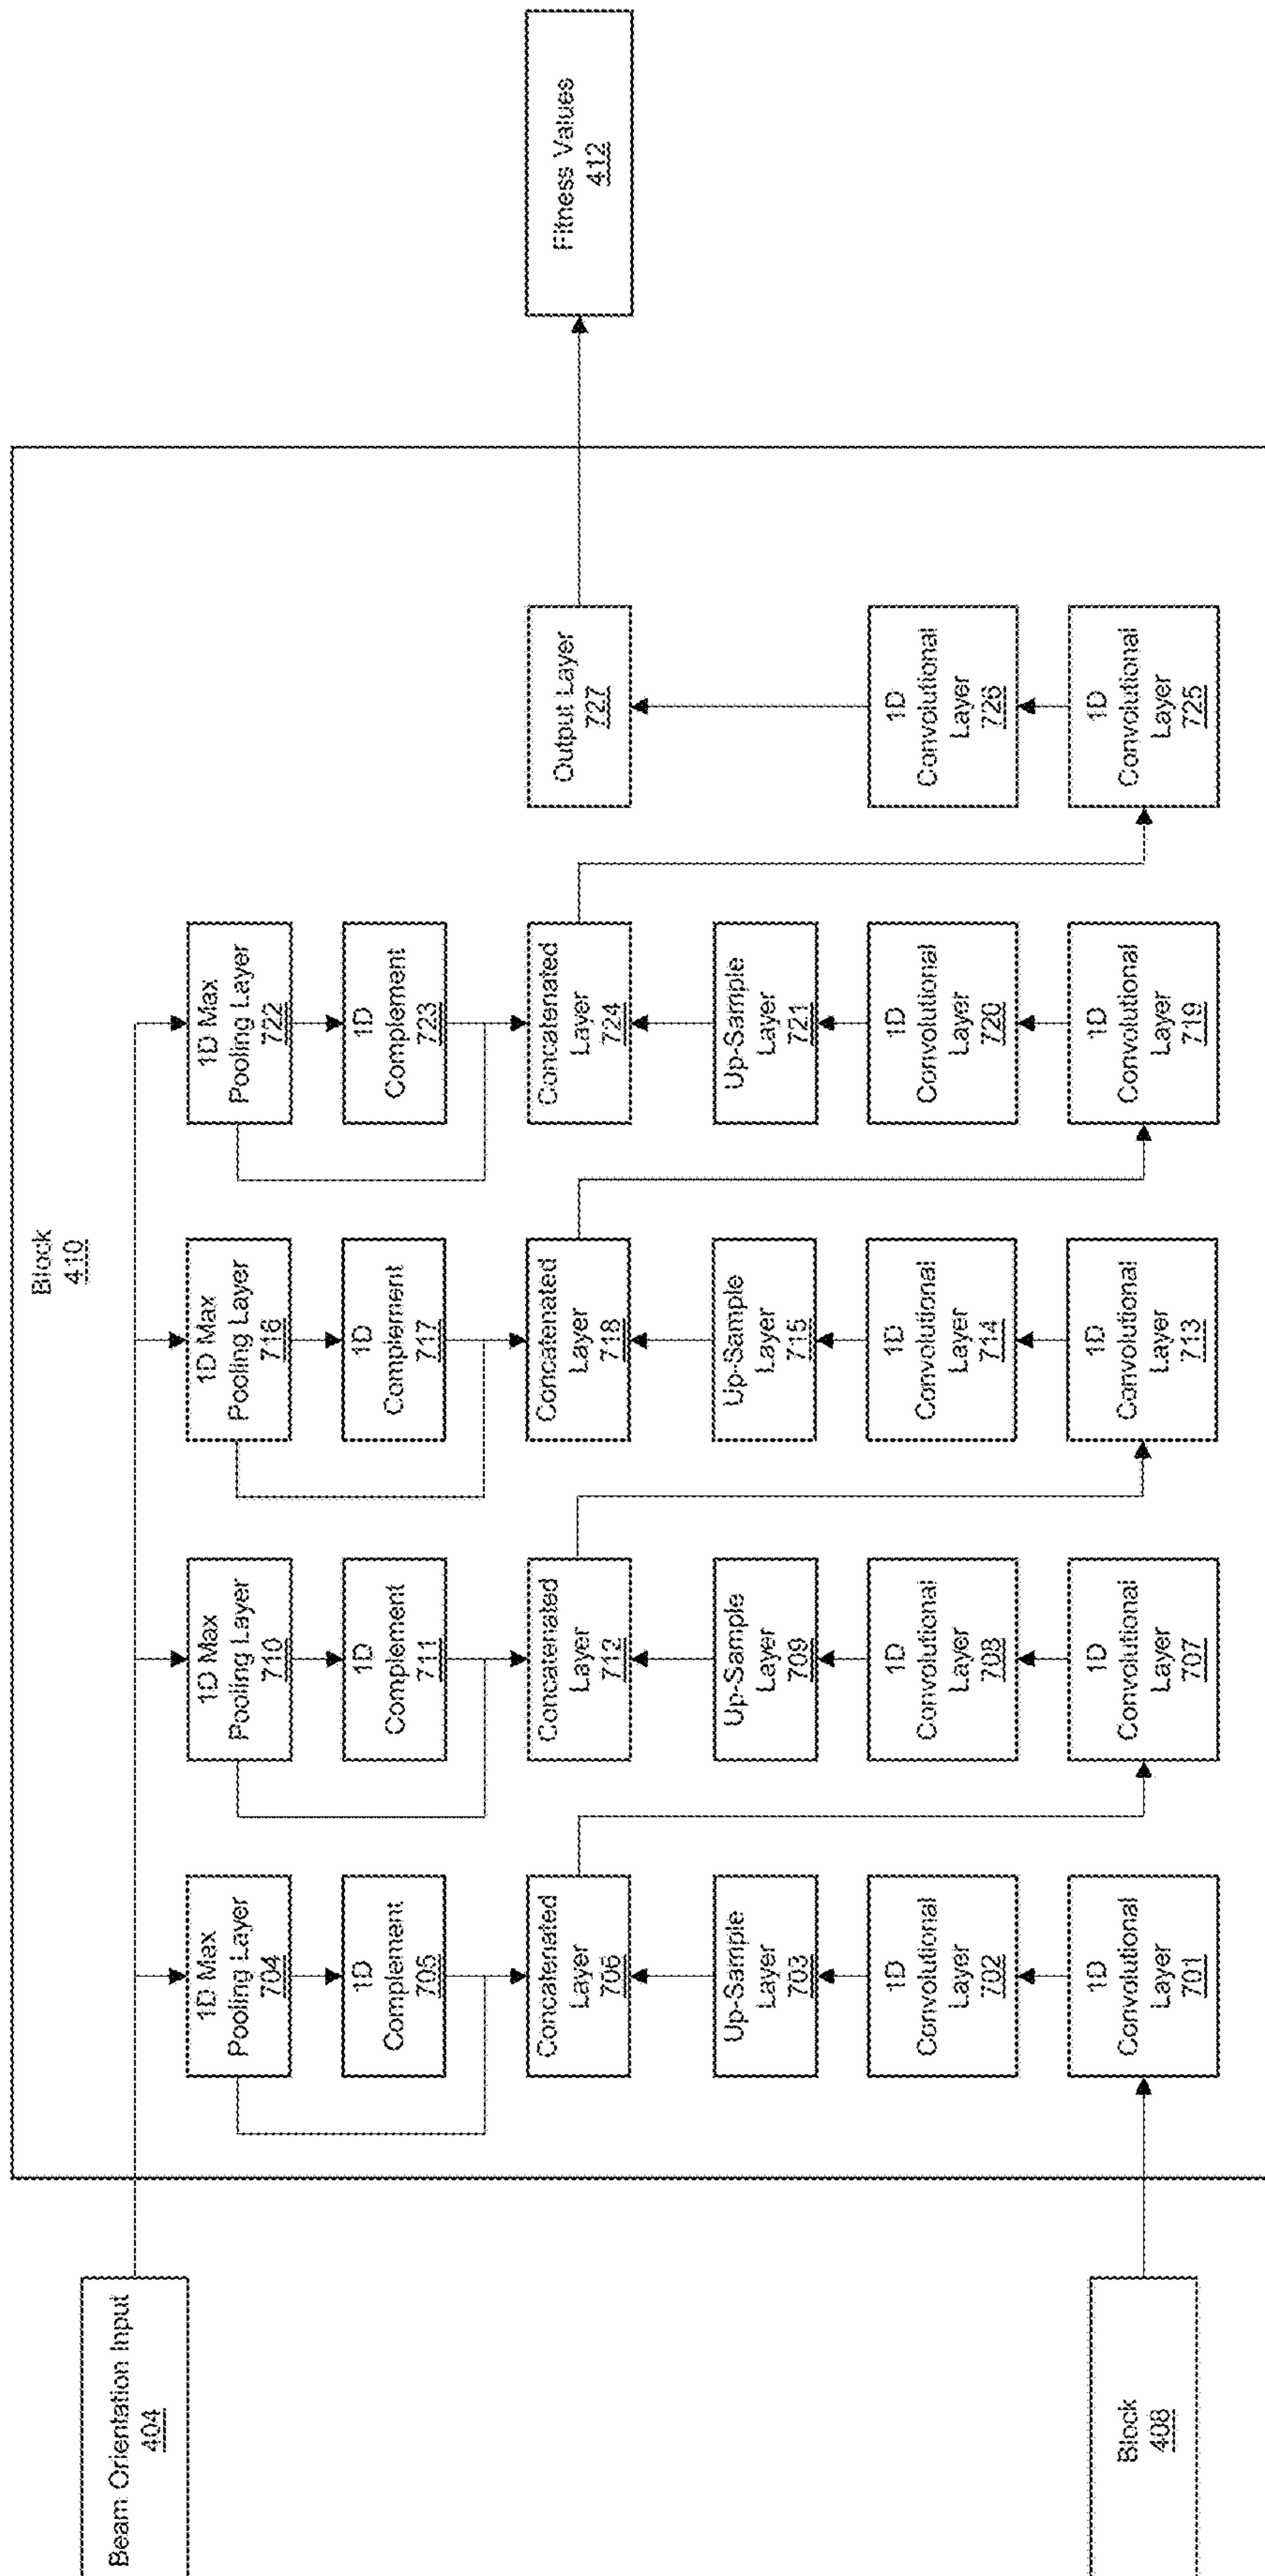 Beam Orientation Input
404
Block
408
Block
410
1D Max
Pooling Layer
704
1D
Complement
705
Concatenated
Layer
706
Up-Sample
Layer
703
1D
Convolutional
Layer
702
1D
Convolutional
Layer
701
1D Max
Pooling Layer
710
1D
Complement
711
Concatenated
Layer
712
Up-Sample
Layer
709
1D
Convolutional
Layer
708
1D
Convolutional
Layer
707
1D Max
Pooling Layer
716
1D
Complement
717
Concatenated
Layer
718
Up-Sample
Layer
715
1D
Convolutional
Layer
714
1D
Convolutional
Layer
713
1D Max
Pooling Layer
722
1D
Complement
723
Concatenated
Layer
724
Up-Sample
Layer
721
1D
Convolutional
Layer
720
1D
Convolutional
Layer
719
Output Layer
727
1D
Convolutional
Layer
726
1D
Convolutional
Layer
725
Fitness Values
412